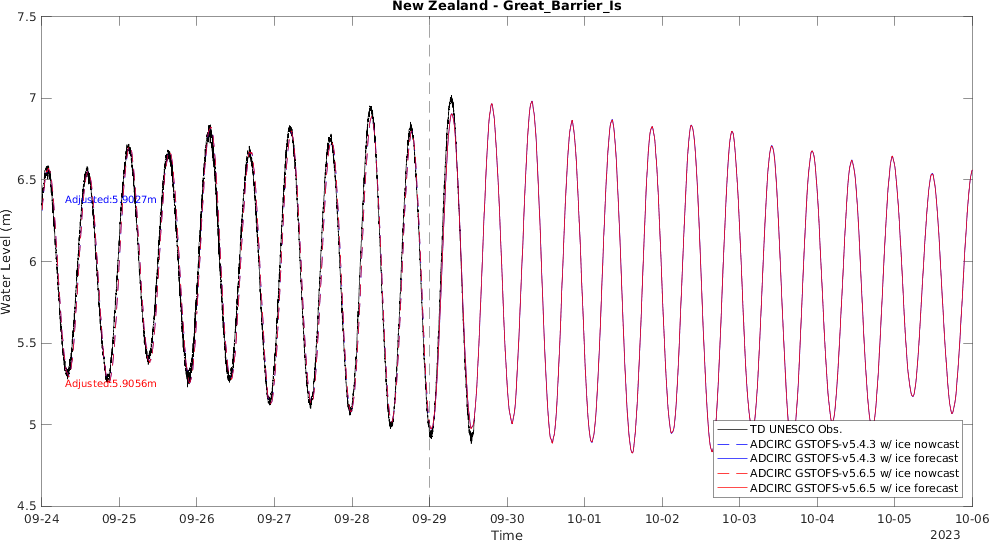 New Zealand - Great_Barrier_Is
7.5
7
6.5
6
5.5
5
4.5
Water Level (m)
Adjusted:5.9027m
Adjusted:5.9056m
TD UNESCO Obs.
ADCIRC GSTOFS-v5.4.3 w/ ice nowcast
ADCIRC GSTOFS-v5.4.3 w/ ice forecast
ADCIRC GSTOFS-v5.6.5 w/ ice nowcast
ADCIRC GSTOFS-v5.6.5 w/ ice forecast
09-24 09-25 09-26 09-27 09-28 09-29 09-30 10-01 10-02 10-03 10-04 10-05 10-06
Time
2023